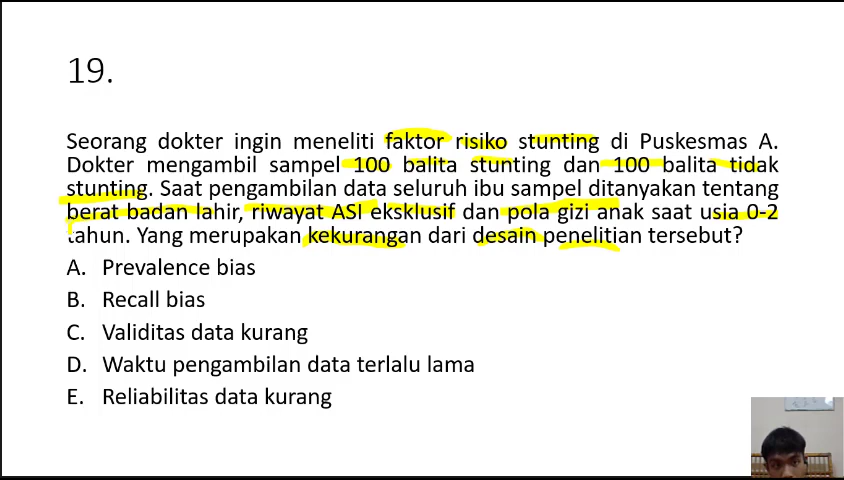 19.
Seorang dokter ingin meneliti faktor risiko stunting di Puskesmas A.
Dokter mengambil sampel 100 balita stunting dan 100 balita tidak
stunting. Saat pengambilan data seluruh ibu sampel ditanyakan tentang
berat badan lahir, riwayat ASI eksklusif dan pola gizi anak saat usia 0-2
tahun. Yang merupakan kekurangan dari desain penelitian tersebut?
A. Prevalence bias
B. Recall bias
C. Validitas data kurang
D. Waktu pengambilan data terlalu lama
E. Reliabilitas data kurang